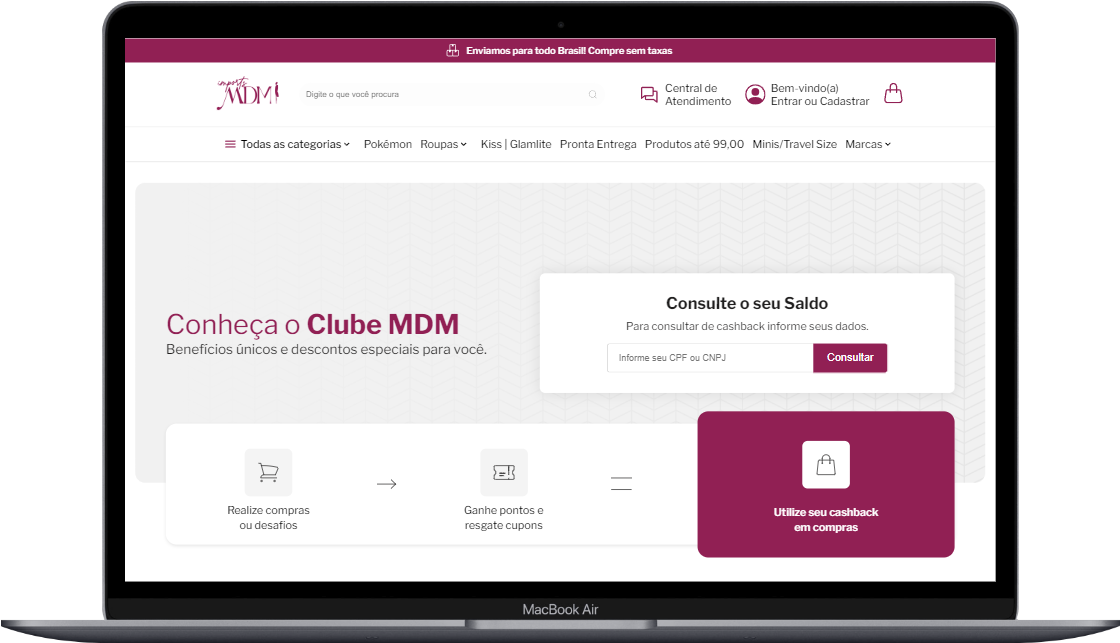 Enviamos para todo Brasil! Compre sem taxas
imports
MDM
Digite o que você procura
Central de
Atendimento
Bem-vindo(a)
Entrar ou Cadastrar
Todas as categorias Pokémon Roupas Kiss | Glamlite Pronta Entrega Produtos até 99,00 Minis/Travel Size Marcas
Conheça o Clube MDM
Benefícios únicos e descontos especiais para você.
Consulte o seu Saldo
Para consultar de cashback informe seus dados.
Informe seu CPF ou CNPJ
Consultar
Realize compras
ou desafios
Ganhe pontos e
resgate cupons
Utilize seu cashback
em compras
MacBook Air